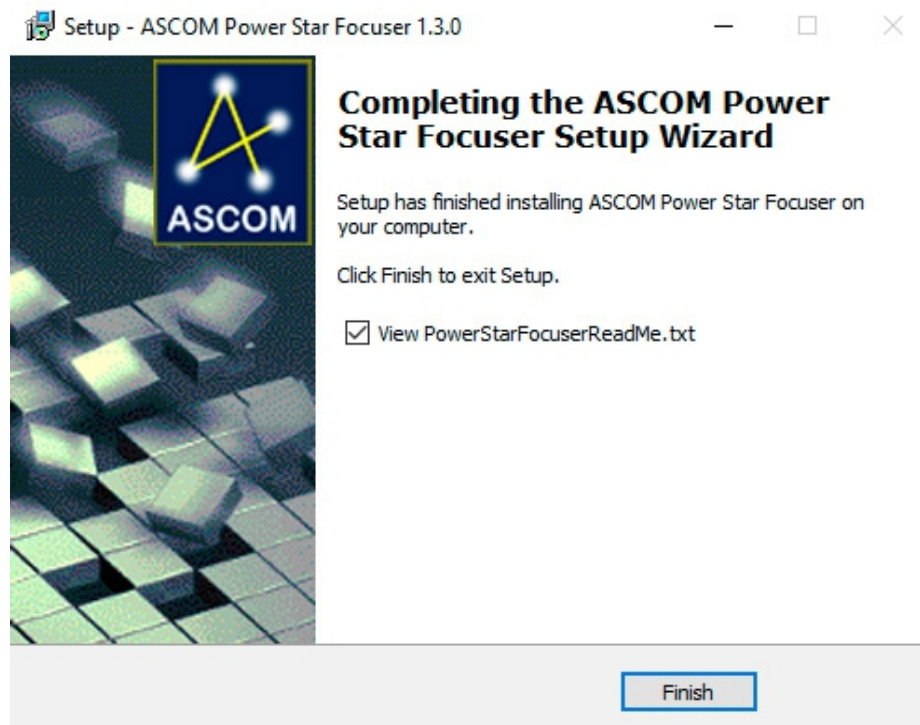 Setup - ASCOM Power Star Focuser 1.3.0
ASCOM
Completing the ASCOM Power
Star Focuser Setup Wizard
Setup has finished installing ASCOM Power Star Focuser on
your computer.
Click Finish to exit Setup.
View PowerStarFocuserReadMe.txt
Finish